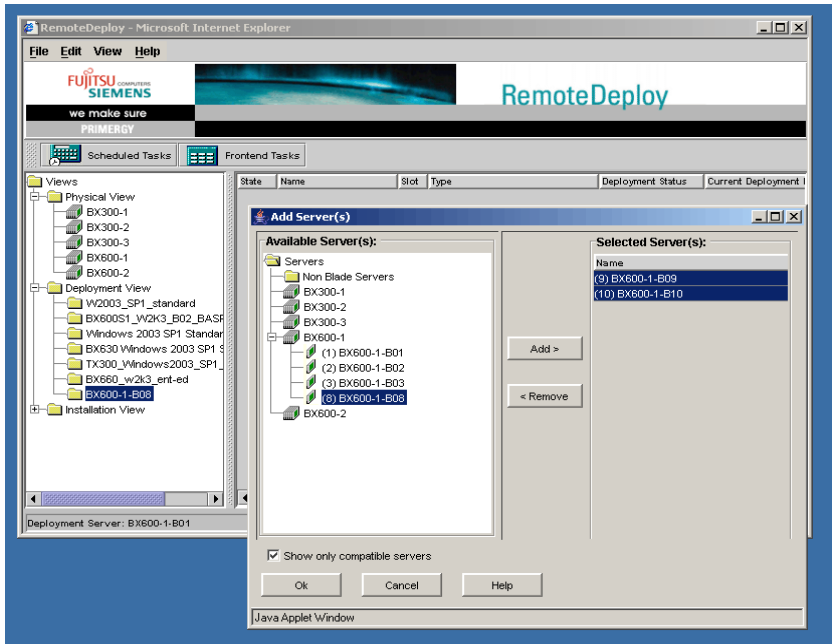 RemoteDeploy - Microsoft Internet Explorer
File Edit View Help
FUJITSU COMPUTERS
SIEMENS
we make sure
PRIMERGY
RemoteDeploy
Scheduled Tasks Frontend Tasks
Views
Physical View
BX300-1
BX300-2
BX300-3
BX600-1
BX600-2
Deployment View
W2003_SP1_standard
BX600S1_W2K3_B02_BASE
Windows 2003 SP1 Standar
BX630 Windows 2003 SP1 S
TX300_Windows2003_SP1_
BX660_w2k3_ent-ed
BX600-1-B08
Installation View
Deployment Server: BX600-1-B01
State Name Slot Type Deployment Status Current Deployment I
Add Server(s)
Available Server(s):
Servers
Non Blade Servers
BX300-1
BX300-2
BX300-3
BX600-1
(1) BX600-1-B01
(2) BX600-1-B02
(3) BX600-1-B03
(8) BX600-1-B08
BX600-2
Add >
< Remove
Selected Server(s):
Name
(9) BX600-1-B09
(10) BX600-1-B10
Show only compatible servers
Ok Cancel Help
Java Applet Window